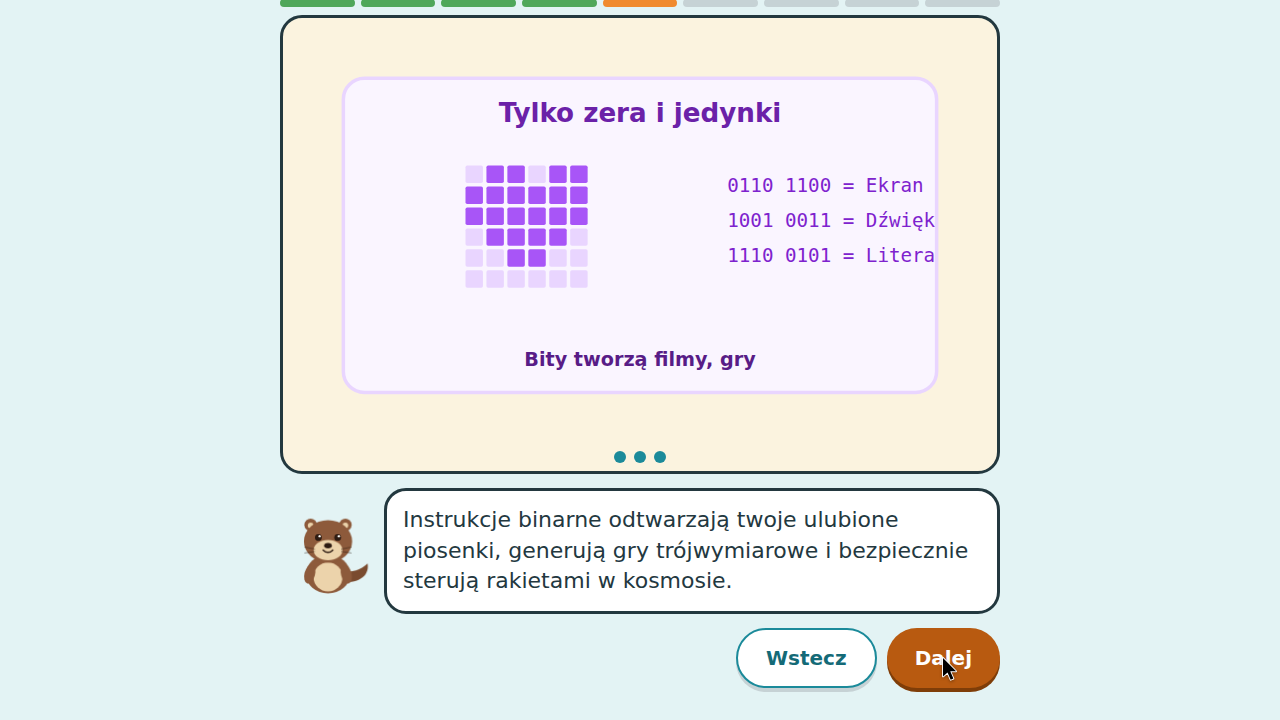 Tylko zera i jedynki
0110 1100 = Ekran
1001 0011 = Dźwięk
1110 0101 = Litera
Bity tworzą filmy, gry
Instrukcje binarne odtwarzają twoje ulubione
piosenki, generują gry trójwymiarowe i bezpiecznie
sterują rakietami w kosmosie.
Wstecz
Dalej